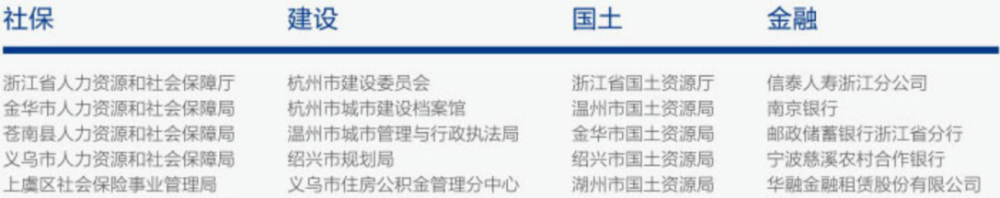 社保 建设 国土 金融
浙江省人力资源和社会保障厅 杭州市建设委员会 浙江省国土资源厅 信泰人寿浙江分公司
金华市人力资源和社会保障局 杭州市城市建设档案馆 温州市国土资源局 南京银行
苍南县人力资源和社会保障局 温州市城市管理与行政执法局 金华市国土资源局 邮政储蓄银行浙江省分行
义乌市人力资源和社会保障局 绍兴市规划局 绍兴市国土资源局 宁波慈溪农村合作银行
上虞区社会保险事业管理局 义乌市住房公积金管理分中心 湖州市国土资源局 华融金融租赁股份有限公司